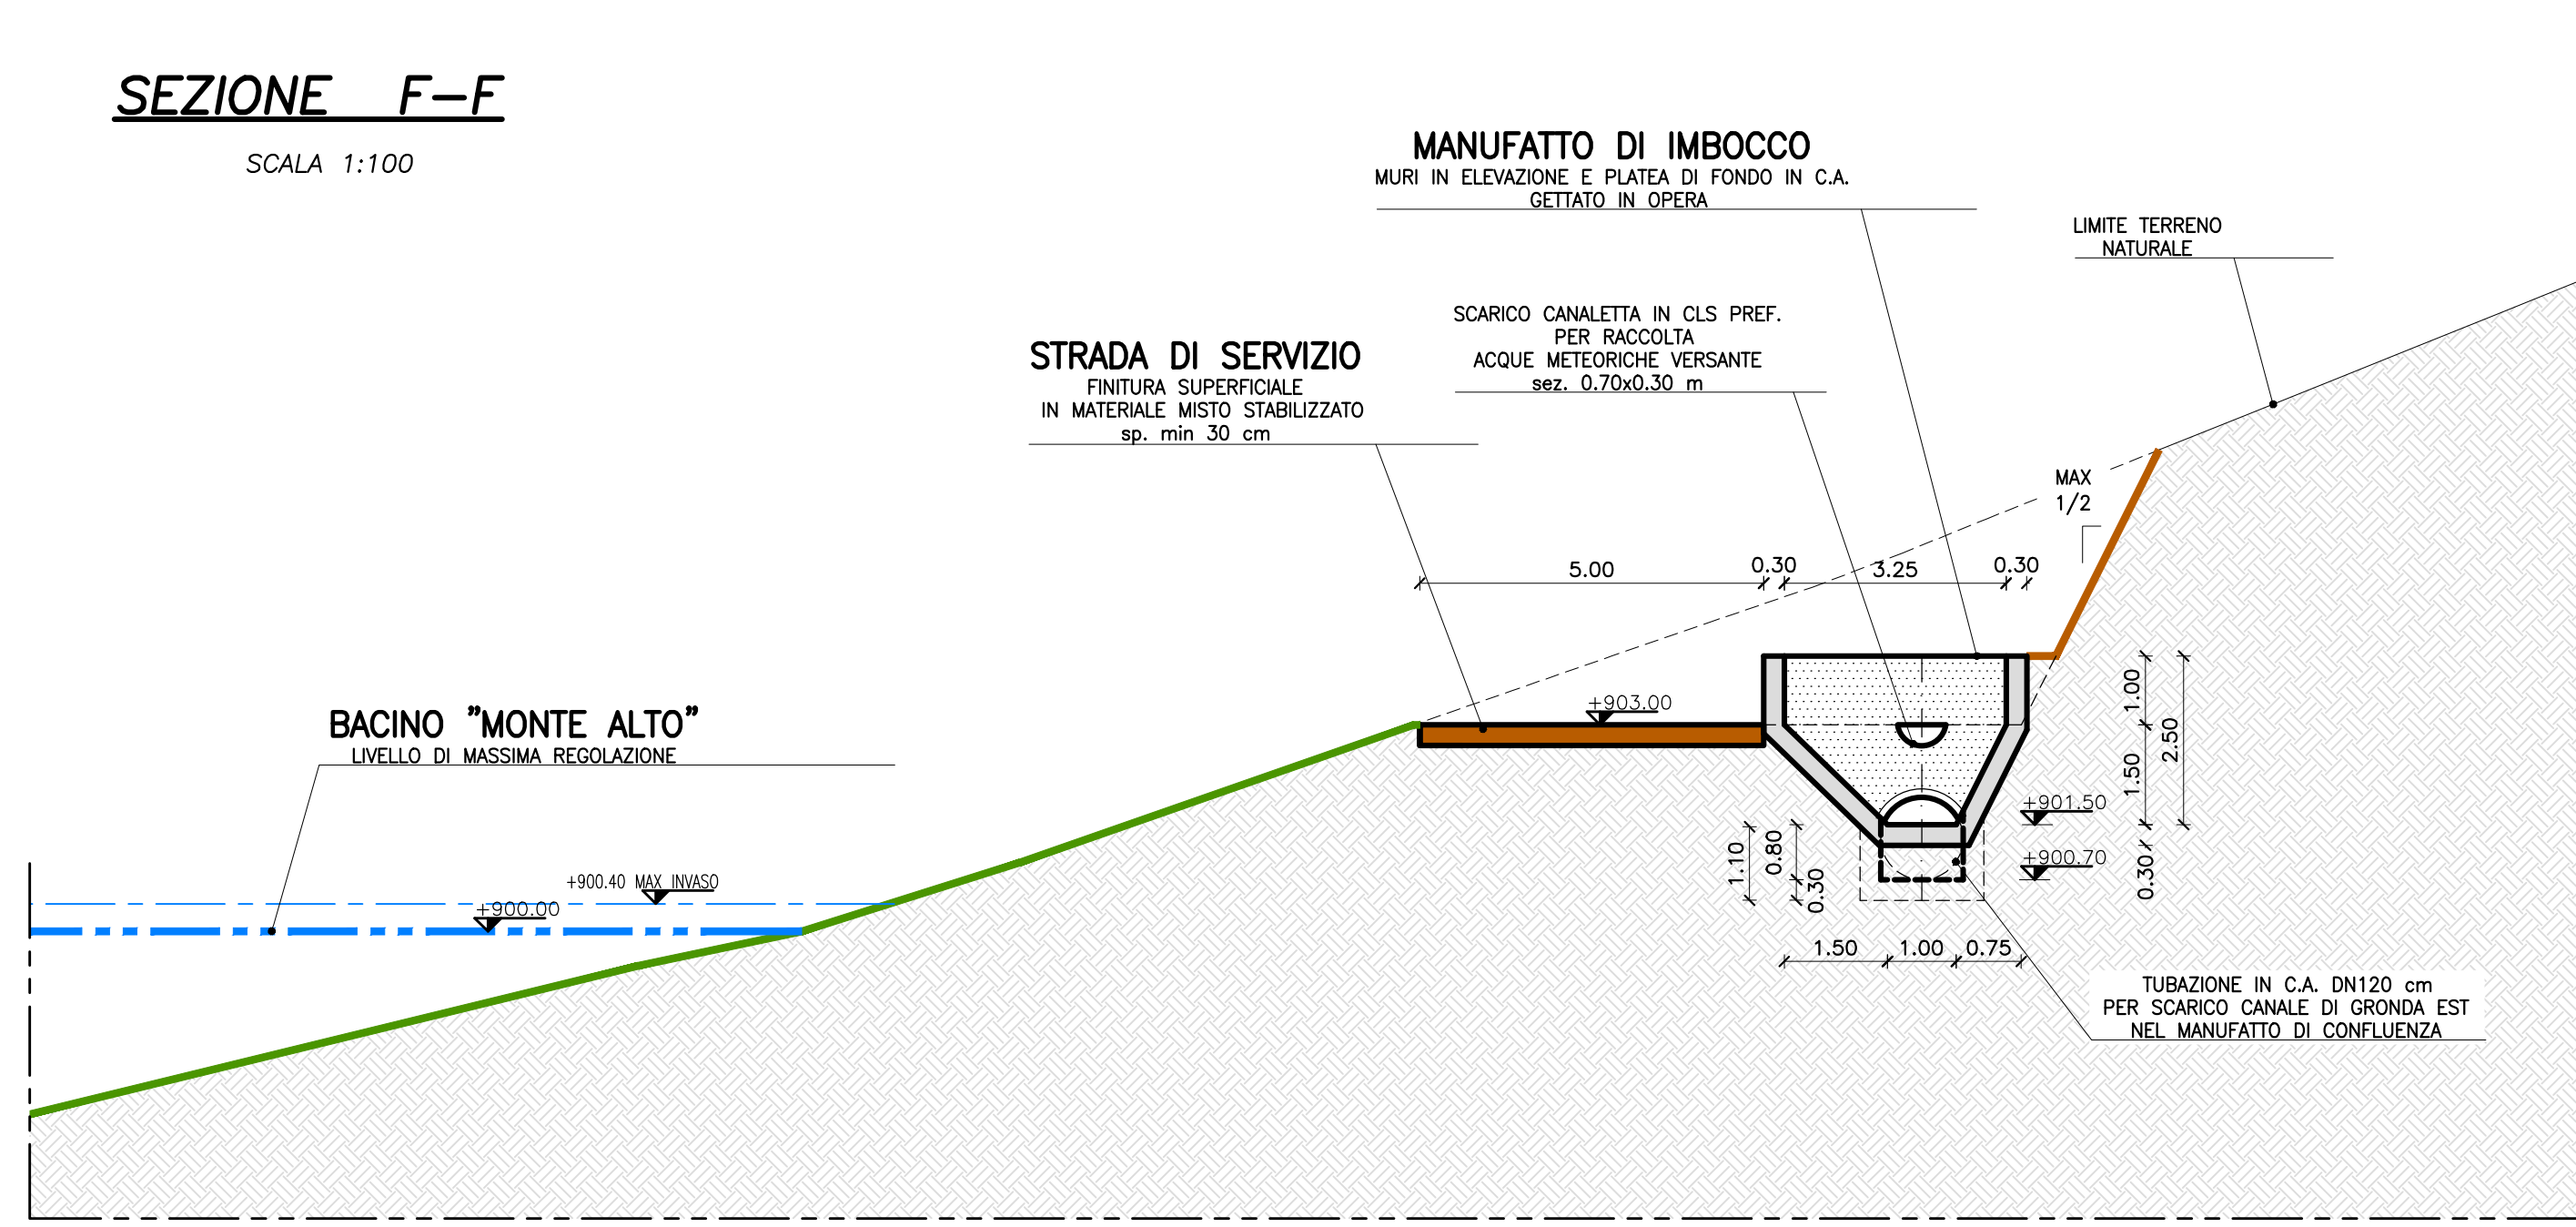 SEZIONE F-F
SCALA 1:100
MANUFATTO DI IMBOCCO
MURI IN ELEVAZIONE E PLATEA DI FONDO IN C.A.
GETTATO IN OPERA
LIMITE TERRENO
NATURALE
SCARICO CANALETTA IN CLS PREF.
PER RACCOLTA
ACQUE METEORICHE VERSANTE
sez. 0.70x0.30 m
STRADA DI SERVIZIO
FINITURA SUPERFICIALE
IN MATERIALE MISTO STABILIZZATO
sp. min 30 cm
MAX
1/2
5.00
0.30
3.25
0.30
+903.00
BACINO "MONTE ALTO"
LIVELLO DI MASSIMA REGOLAZIONE
+900.40 MAX INVASO
+900.00
1.00
1.50
2.50
0.30
+901.50
+900.70
1.10
0.80
0.30
1.50
1.00
0.75
TUBAZIONE IN C.A. DN120 cm
PER SCARICO CANALE DI GRONDA EST
NEL MANUFATTO DI CONFLUENZA